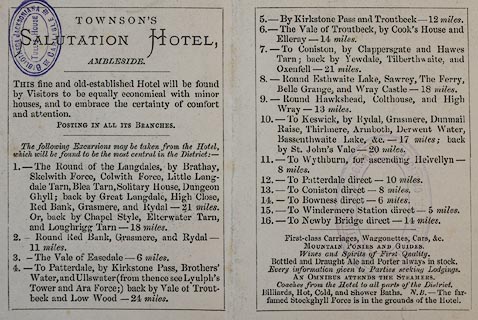 TOWNSON'S
SALUTATION HOTEL,
AMBLESIDE.
THIS fine and old-established Hotel will be found
by Visitors to be equally economical with minor
houses, and to embrace the certainty of comfort
and attention.
POSTING IN ALL ITS BRANCHES.
The following Excursions may be taken from the Hotel,
which will be found to be the most central in the District:—
1.—The Round of the Langdales, by Brathay,
Skelwith Force, Colwith Force, Little Lang-
dale Tarn, Blea Tarn, Solitary House, Dungeon
Ghyll; back by Great Langdale, High Close,
Red Bank, Grasmere, and Rydal—21 miles.
Or, back by Chapel Style, Elterwater Tarn,
and Loughrigg Tarn—18 miles.
2.—Round Red Bank, Grasmere, and Rydal—
11 miles.
3.—The Vale of Easedale—6 miles.
4.—To Patterdale, by Kirkstone Pass, Brothers'
Water, and Ullswater (from thence see Lyulph's
Tower and Ara Force;) back by Vale of Trout-
beck and Low Wood—24 miles.
5.—By Kirkstone Pass and Troutbeck—12 miles.
6.—The Vale of Troutbeck, by Cook's House and
Elleray—14 miles.
7.—To Coniston, by Clappersgate and Hawes
Tarn; back by Yewdale, Tilberthwaite, and
Oxenfell—21 miles.
8.—Round Esthwaite Lake, Sawrey, The Ferry,
Belle Grange, and Wray Castle—18 miles.
9.—Round Hawkshead, Colthouse, and High
Wray—13 miles.
10.—To Keswick, by Rydal, Grasmere, Dunmail
Raise, Thirlmere, Armboth, Derwent Water,
Bassenthwaite Lake, &c.—17 miles; back
by St. John's Vale—20 miles.
11.—To Wythburn, for ascending Helvellyn—
8 miles.
12.—To Patterdale direct—10 miles.
13.—To Coniston direct—8 miles.
14.—To Bowness direct—6 miles.
15.—To Windermere Station direct—5 miles.
16.—To Newby Bridge direct—14 miles.
First-class Carriages, Waggonettes, Cars, &c.
MOUNTAIN PONIES AND GUIDES.
Wines and Spirits of First Quality.
Bottled and Draught Ale and Porter always in stock.
Every information given to Parties seeking Lodgings.
AN OMNIBUS ATTENDS THE STEAMERS.
Coaches from the Hotel to all parts of the District.
Billiards, Hot, Cold, and Shower Baths. N.B.—The far-
famed Stockghyll Force is in the grounds of the Hotel.